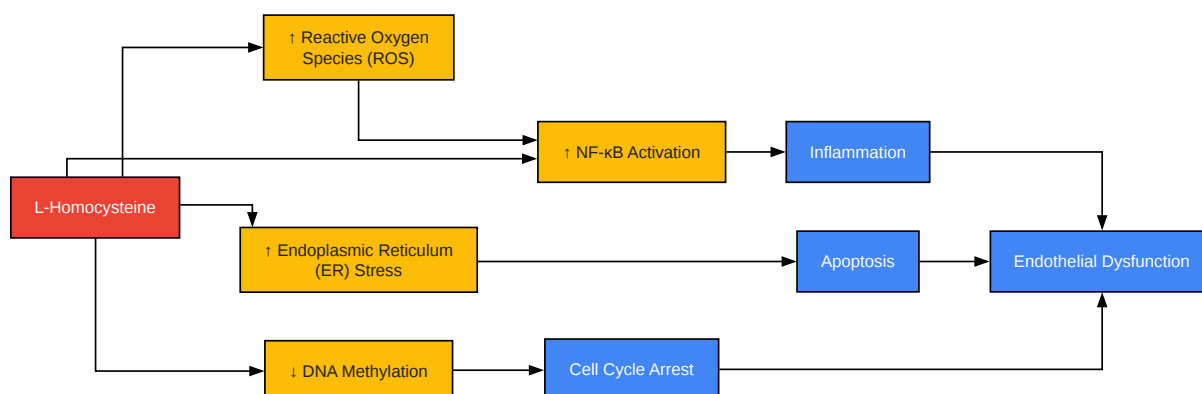 ↑ Reactive Oxygen
Species (ROS)
↑ NF-κB Activation
Inflammation
L-Homocysteine
↑ Endoplasmic Reticulum
(ER) Stress
Apoptosis
Endothelial Dysfunction
↓ DNA Methylation
Cell Cycle Arrest